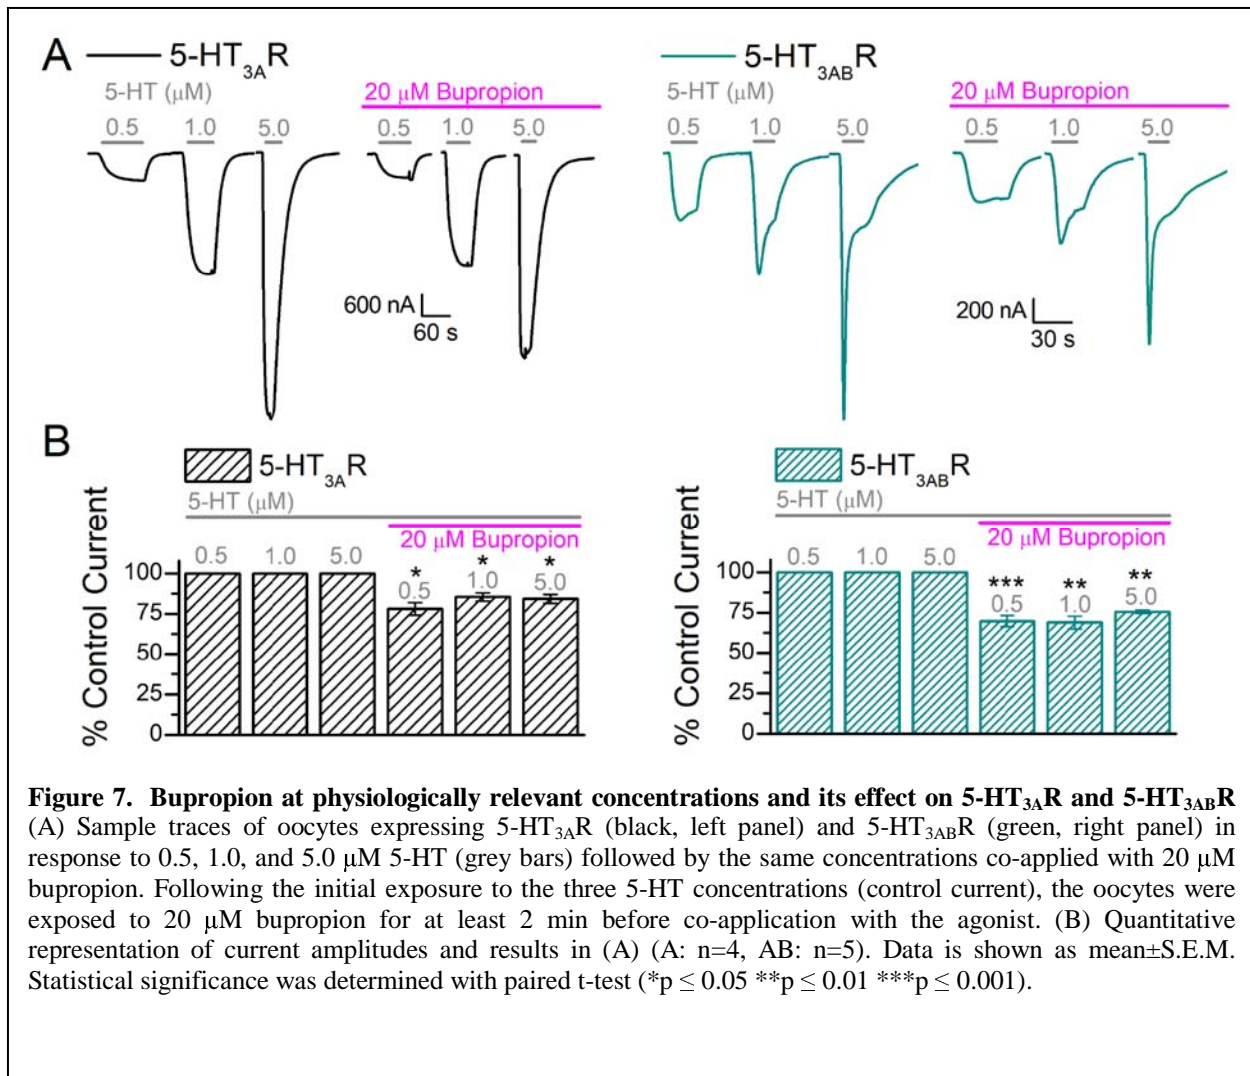 A
5-HT3AR
5-HT (μM)
0.5 1.0 5.0
20 μM Bupropion
0.5 1.0 5.0
600 nA
60 s
5-HT3ABR
5-HT (μM)
0.5 1.0 5.0
20 μM Bupropion
0.5 1.0 5.0
200 nA
30 s
B
5-HT3AR
5-HT (μM)
20 μM Bupropion
% Control Current
100
75
50
25
0
0.5 1.0 5.0
* * *
0.5 1.0 5.0
5-HT3ABR
5-HT (μM)
20 μM Bupropion
% Control Current
100
75
50
25
0
0.5 1.0 5.0
*** ** **
0.5 1.0 5.0
Figure 7. Bupropion at physiologically relevant concentrations and its effect on 5-HT3AR and 5-HT3ABR
(A) Sample traces of oocytes expressing 5-HT3AR (black, left panel) and 5-HT3ABR (green, right panel) in
response to 0.5, 1.0, and 5.0 μM 5-HT (grey bars) followed by the same concentrations co-applied with 20 μM
bupropion. Following the initial exposure to the three 5-HT concentrations (control current), the oocytes were
exposed to 20 μM bupropion for at least 2 min before co-application with the agonist. (B) Quantitative
representation of current amplitudes and results in (A) (A: n=4, AB: n=5). Data is shown as mean±S.E.M.
Statistical significance was determined with paired t-test (*p ≤ 0.05 **p ≤ 0.01 ***p ≤ 0.001).